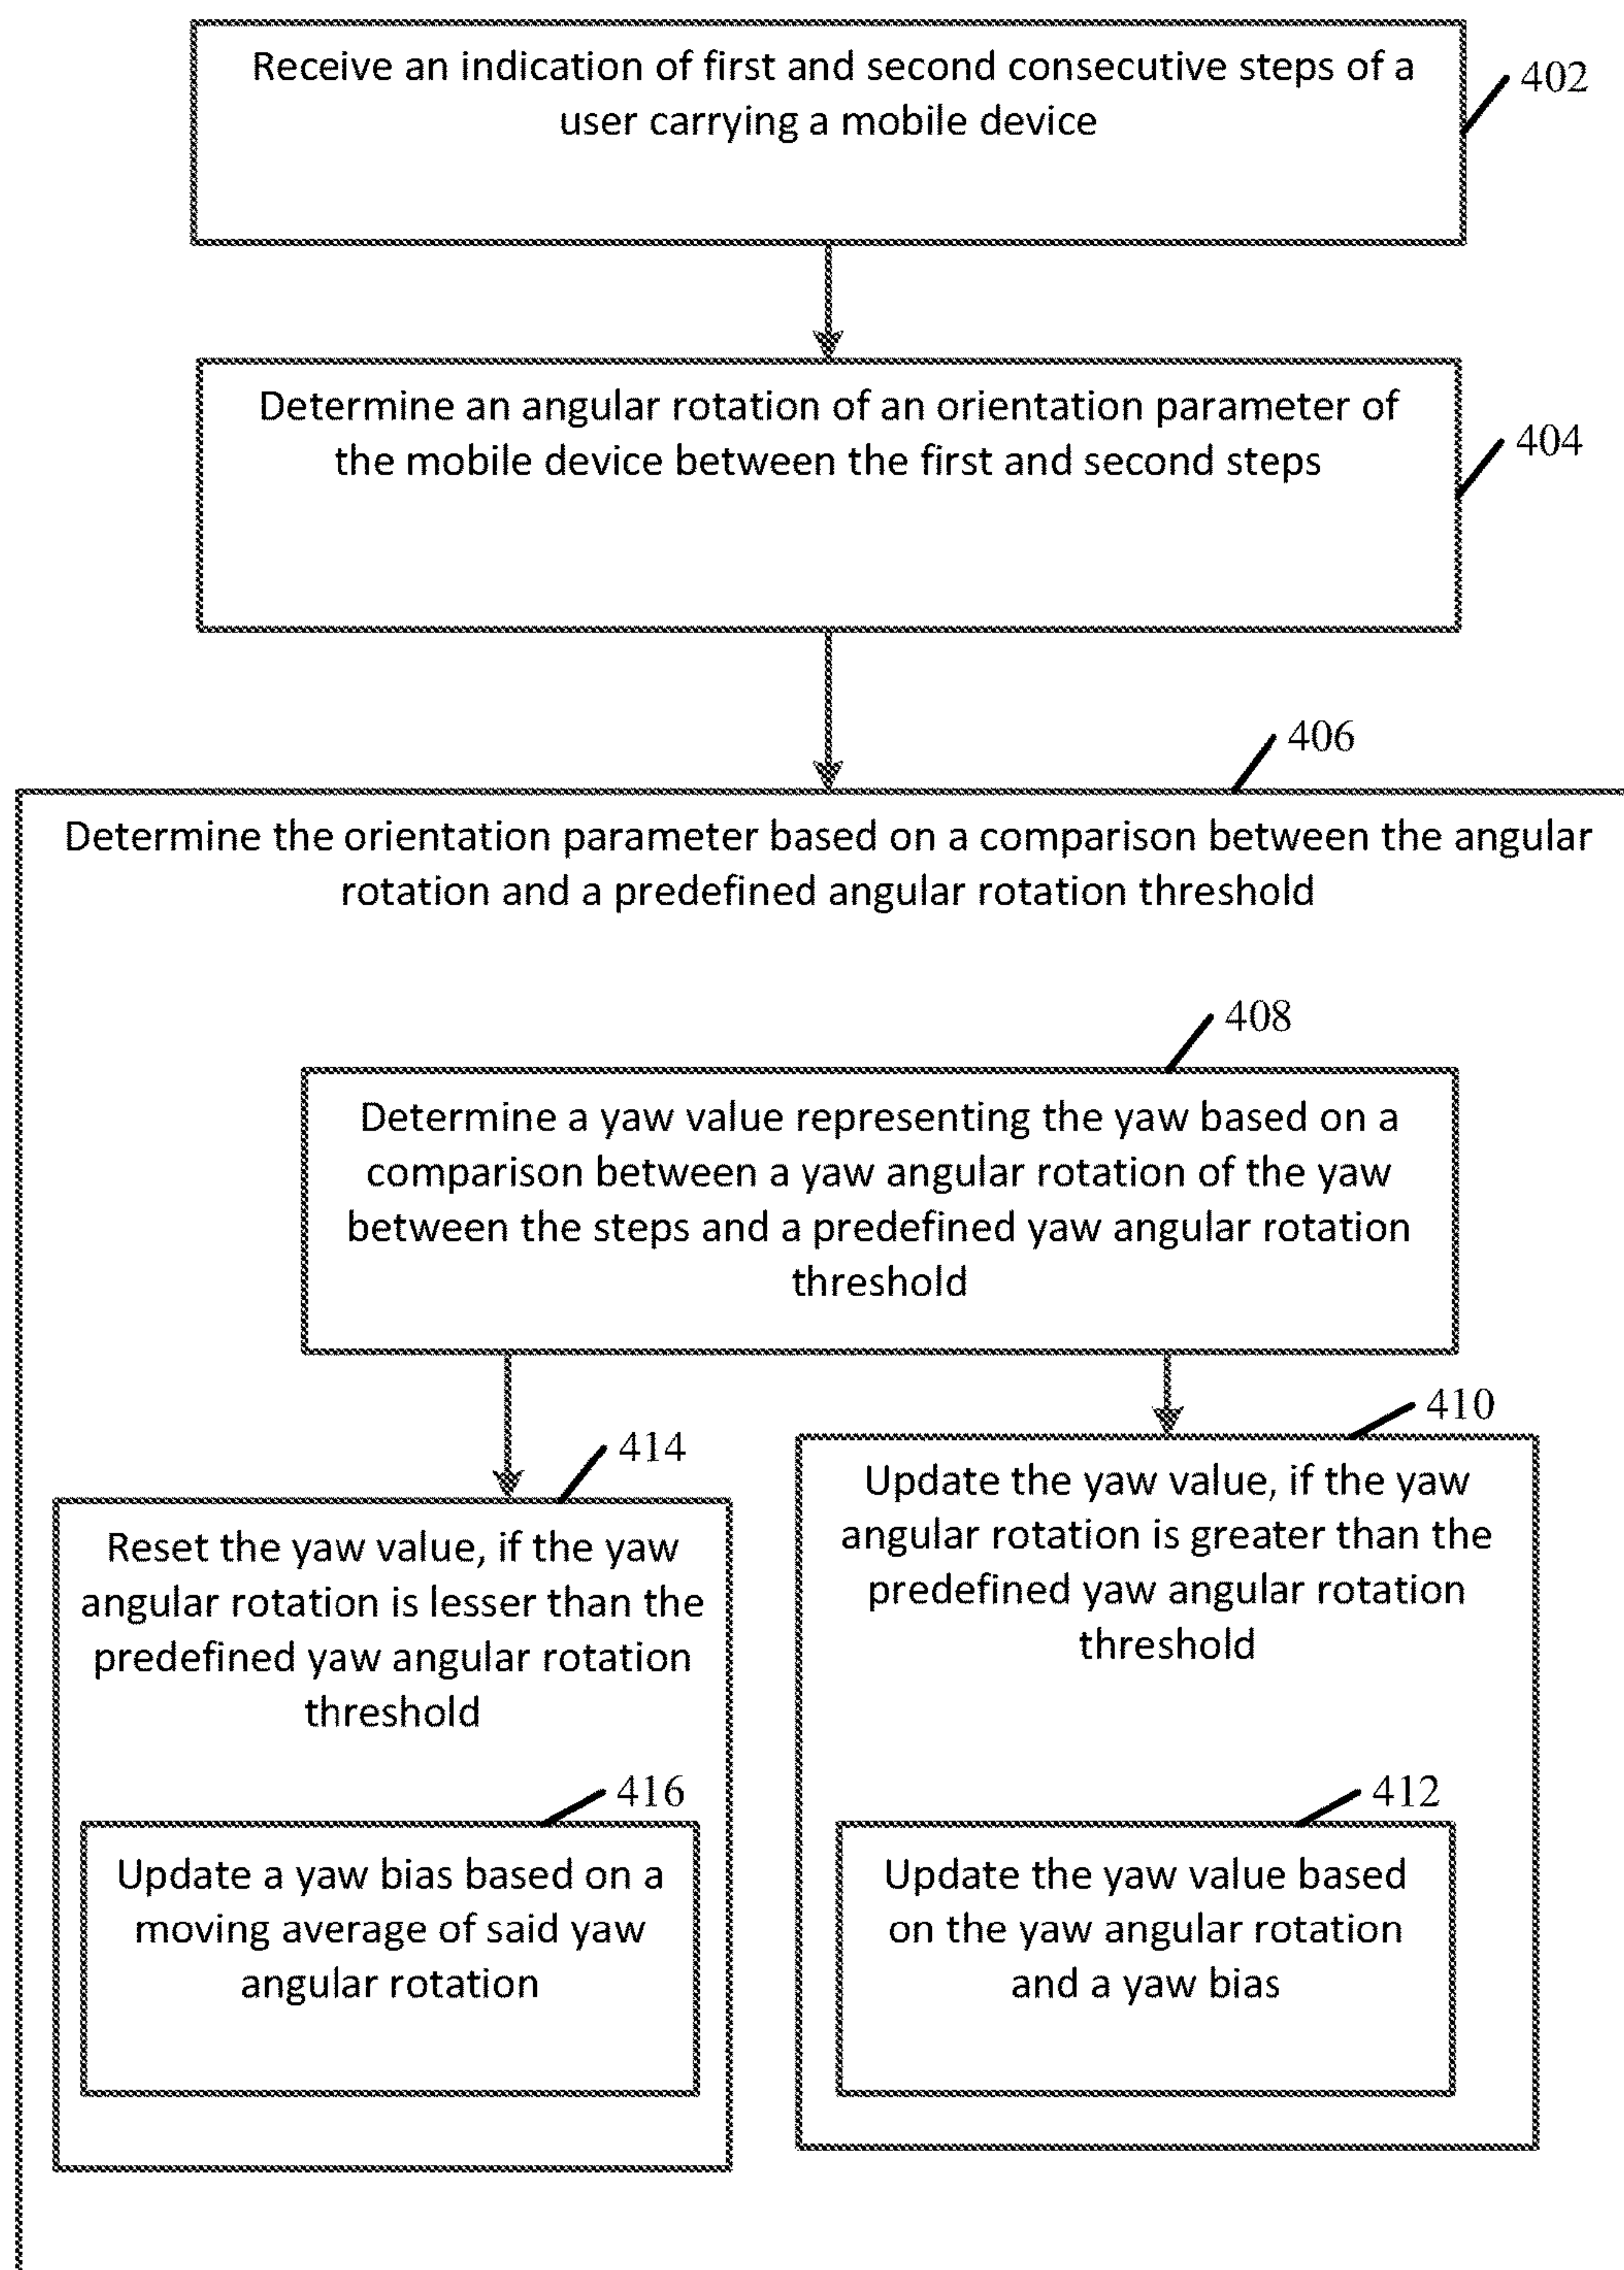 Receive an indication of first and second consecutive steps of a
user carrying a mobile device
402
Determine an angular rotation of an orientation parameter of
the mobile device between the first and second steps
404
406
Determine the orientation parameter based on a comparison between the angular
rotation and a predefined angular rotation threshold
408
Determine a yaw value representing the yaw based on a
comparison between a yaw angular rotation of the yaw
between the steps and a predefined yaw angular rotation
threshold
414
Reset the yaw value, if the yaw
angular rotation is lesser than the
predefined yaw angular rotation
threshold
416
Update a yaw bias based on a
moving average of said yaw
angular rotation
410
Update the yaw value, if the yaw
angular rotation is greater than the
predefined yaw angular rotation
threshold
412
Update the yaw value based
on the yaw angular rotation
and a yaw bias